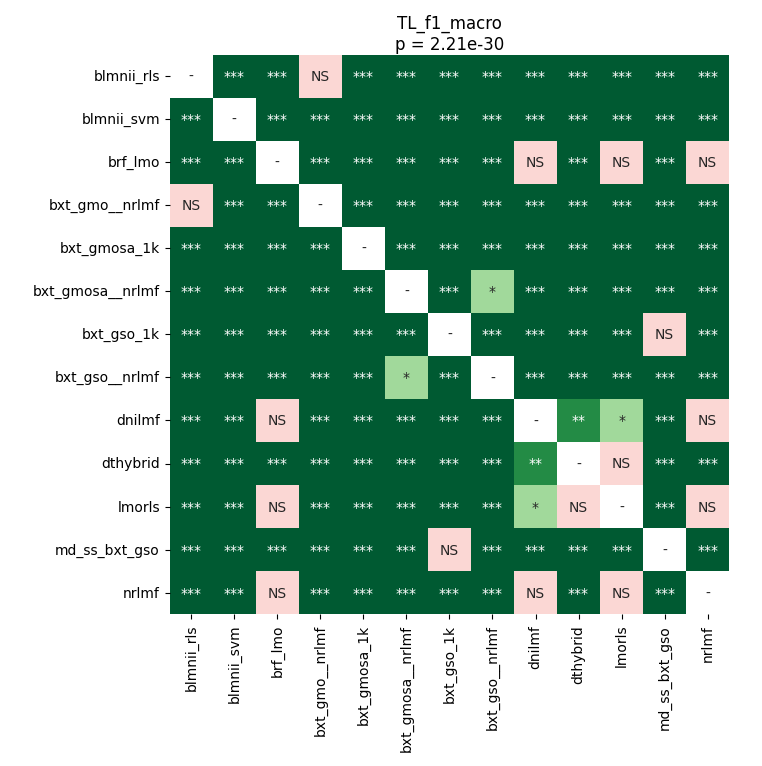 TL_f1_macro
p = 2.21e-30
blmnii_rls - *** *** NS *** *** *** *** *** *** *** *** ***
blmnii_svm *** - *** *** *** *** *** *** *** *** *** *** ***
brf_lmo *** *** - *** *** *** *** *** NS *** NS *** NS
bxt_gmo__nrlmf NS *** *** - *** *** *** *** *** *** *** *** ***
bxt_gmosa_1k *** *** *** *** - *** *** *** *** *** *** *** ***
bxt_gmosa__nrlmf *** *** *** *** *** - *** * *** *** *** *** ***
bxt_gso_1k *** *** *** *** *** *** - *** *** *** *** NS ***
bxt_gso__nrlmf *** *** *** *** *** * *** - *** *** *** *** ***
dnilmf *** *** NS *** *** *** *** *** - ** * *** NS
dthybrid *** *** *** *** *** *** *** *** ** - NS *** ***
lmorls *** *** NS *** *** *** *** *** * NS - *** NS
md_ss_bxt_gso *** *** *** *** *** *** NS *** *** *** *** - ***
nrlmf *** *** NS *** *** *** *** *** NS *** NS *** -
blmnii_rls
blmnii_svm
brf_lmo
bxt_gmo__nrlmf
bxt_gmosa_1k
bxt_gmosa__nrlmf
bxt_gso_1k
bxt_gso__nrlmf
dnilmf
dthybrid
lmorls
md_ss_bxt_gso
nrlmf